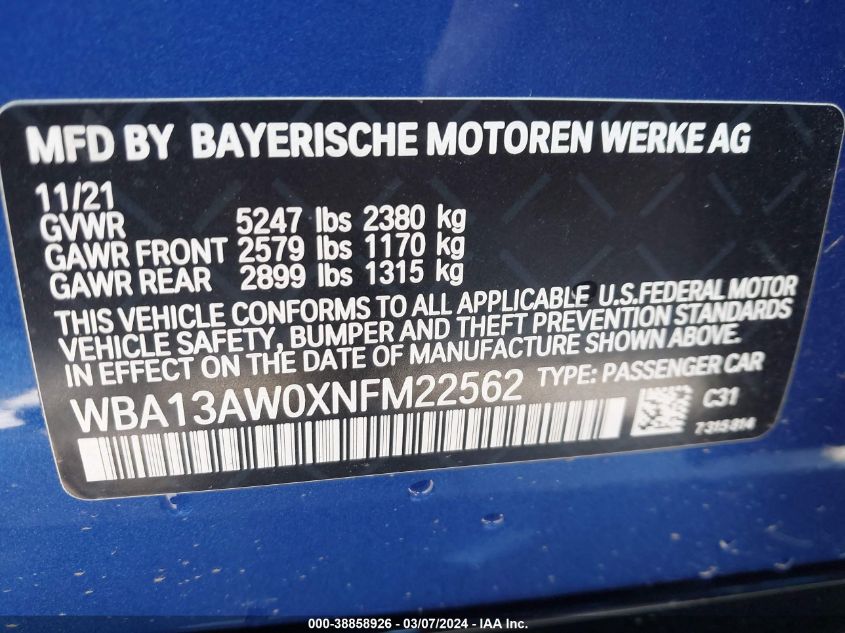 MFD BY BAYERISCHE MOTOREN WERKE AG
11/21
GVWR 5247 lbs 2380 kg
GAWR FRONT 2579 lbs 1170 kg
GAWR REAR 2899 lbs 1315 kg
THIS VEHICLE CONFORMS TO ALL APPLICABLE U.S.FEDERAL MOTOR
VEHICLE SAFETY, BUMPER AND THEFT PREVENTION STANDARDS
IN EFFECT ON THE DATE OF MANUFACTURE SHOWN ABOVE.
WBA13AW0XNFM22562 TYPE: PASSENGER CAR
C31
7315814
000-38858926 - 03/07/2024 - IAA Inc.